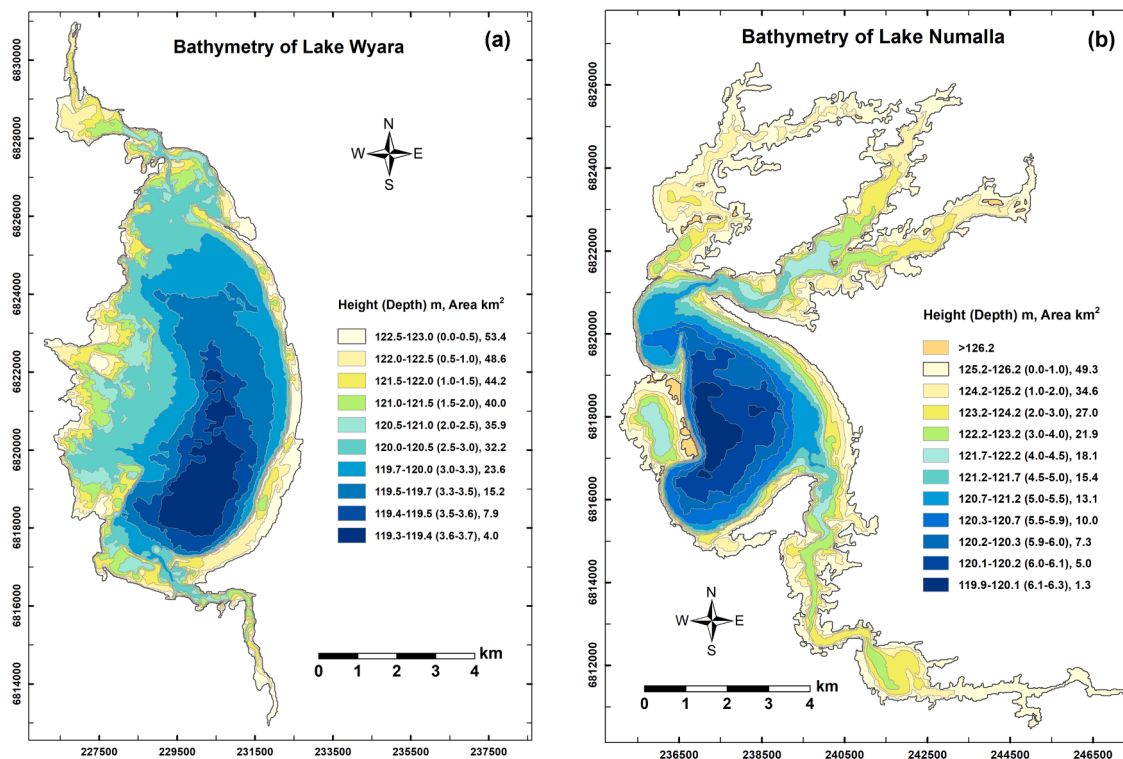 Bathymetry of Lake Wyara
(a)
6830000
6828000
6826000
6824000
6822000
6820000
6818000
6816000
6814000
N
W E
S
Height (Depth) m, Area km²
122.5-123.0 (0.0-0.5), 53.4
122.0-122.5 (0.5-1.0), 48.6
121.5-122.0 (1.0-1.5), 44.2
121.0-121.5 (1.5-2.0), 40.0
120.5-121.0 (2.0-2.5), 35.9
120.0-120.5 (2.5-3.0), 32.2
119.7-120.0 (3.0-3.3), 23.6
119.5-119.7 (3.3-3.5), 15.2
119.4-119.5 (3.5-3.6), 7.9
119.3-119.4 (3.6-3.7), 4.0
km
0 1 2 3 4
227500 229500 231500 233500 235500 237500
Bathymetry of Lake Numalla
(b)
6826000
6824000
6822000
6820000
6818000
6816000
6814000
6812000
Height (Depth) m, Area km²
>126.2
125.2-126.2 (0.0-1.0), 49.3
124.2-125.2 (1.0-2.0), 34.6
123.2-124.2 (2.0-3.0), 27.0
122.2-123.2 (3.0-4.0), 21.9
121.7-122.2 (4.0-4.5), 18.1
121.2-121.7 (4.5-5.0), 15.4
120.7-121.2 (5.0-5.5), 13.1
120.3-120.7 (5.5-5.9), 10.0
120.2-120.3 (5.9-6.0), 7.3
120.1-120.2 (6.0-6.1), 5.0
119.9-120.1 (6.1-6.3), 1.3
N
W E
S
km
0 1 2 3 4
236500 238500 240500 242500 244500 246500